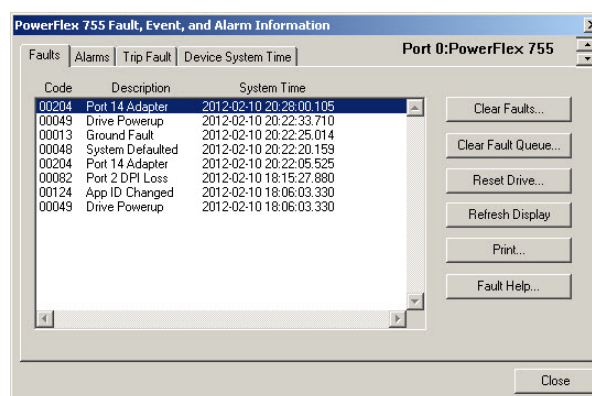 PowerFlex 755 Fault, Event, and Alarm Information
Faults Alarms Trip Fault Device System Time Port 0:PowerFlex 755
Code Description System Time
00204 Port 14 Adapter 2012-02-10 20:28:00.105
00049 Drive Powerup 2012-02-10 20:22:33.710
00013 Ground Fault 2012-02-10 20:22:25.014
00048 System Defaulted 2012-02-10 20:22:20.159
00204 Port 14 Adapter 2012-02-10 20:22:05.525
00082 Port 2 DPI Loss 2012-02-10 18:15:27.880
00124 App ID Changed 2012-02-10 18:06:03.330
00049 Drive Powerup 2012-02-10 18:06:03.330
Clear Faults...
Clear Fault Queue...
Reset Drive...
Refresh Display
Print...
Fault Help...
Close